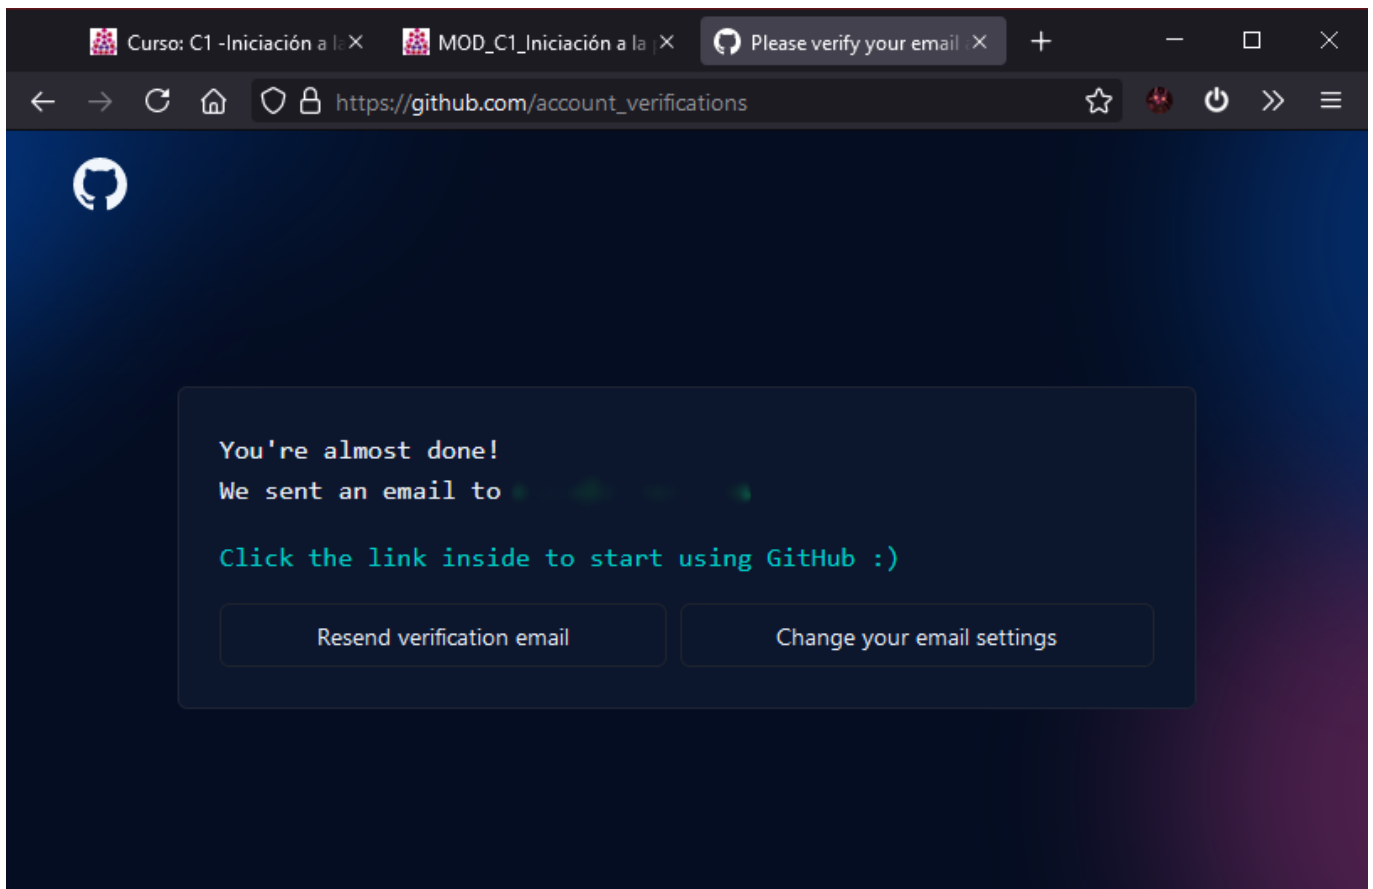 Curso: C1 -Iniciación a la
MOD_C1_Iniciación a la
Please verify your email
https://github.com/account_verifications
You're almost done!
We sent an email to
Click the link inside to start using GitHub :)
Resend verification email
Change your email settings